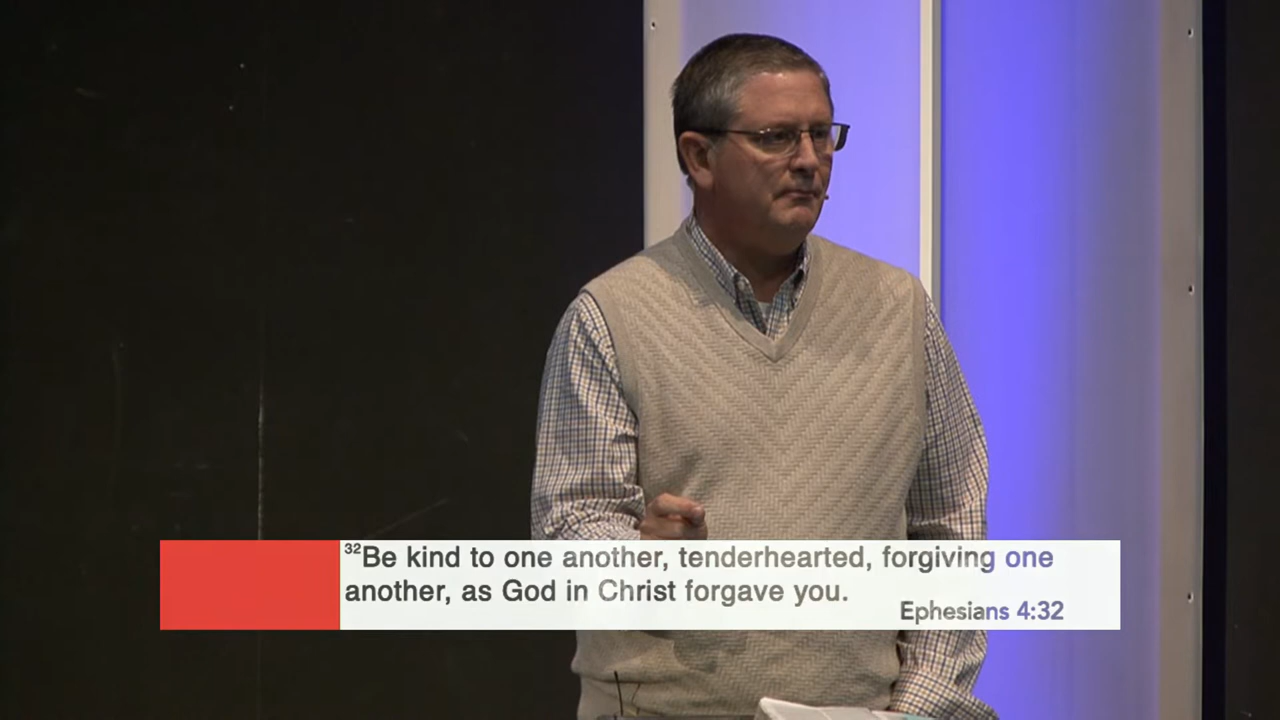 ³²Be kind to one another, tenderhearted, forgiving one
another, as God in Christ forgave you.
Ephesians 4:32